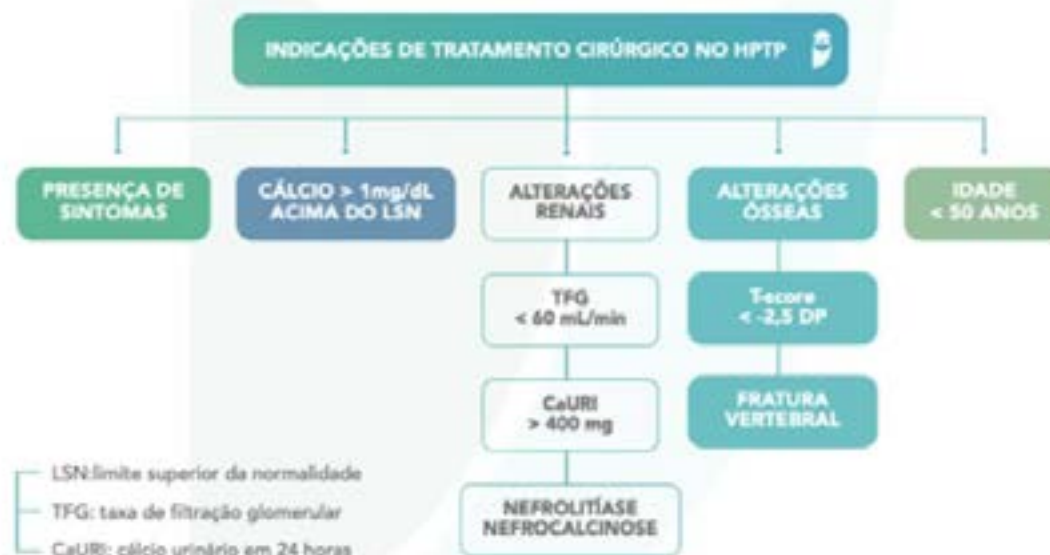 INDICAÇÕES DE TRATAMENTO CIRÚRGICO NO HPTP
PRESENÇA DE
SINTOMAS
CÁLCIO > 1mg/dL
ACIMA DO LSN
ALTERAÇÕES
RENAIS
ALTERAÇÕES
ÓSSEAS
IDADE
< 50 ANOS
TFG
< 60 mL/min
T-score
< -2,5 DP
CaURI
> 400 mg
FRATURA
VERTEBRAL
NEFROLITÍASE
NEFROCALCINOSE
LSN:limite superior da normalidade
TFG: taxa de filtração glomerular
CaURI: cálcio urinário em 24 horas